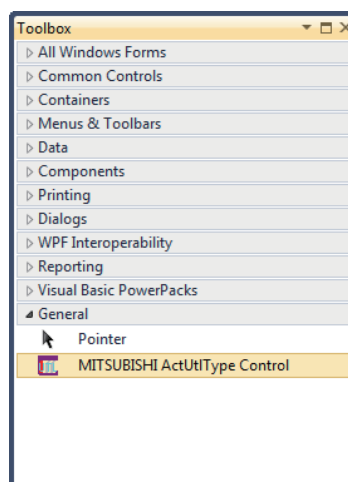 Toolbox
All Windows Forms
Common Controls
Containers
Menus & Toolbars
Data
Components
Printing
Dialogs
WPF Interoperability
Reporting
Visual Basic PowerPacks
General
Pointer
MITSUBISHI ActUtlType Control